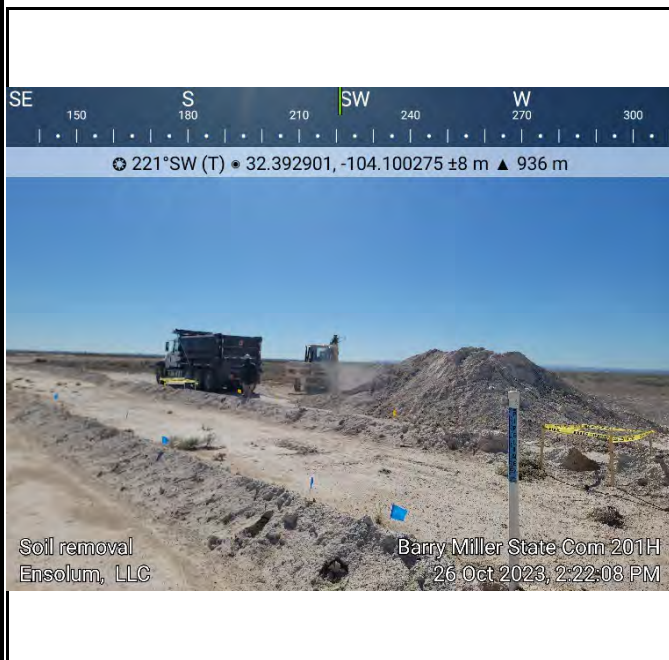 SE S SW W
150 180 210 240 270 300
221°SW (T) ● 32.392901, -104.100275 ±8 m ▲ 936 m
Soil removal
Ensolum, LLC
Barry Miller State Com 201H
26 Oct 2023, 2:22:08 PM